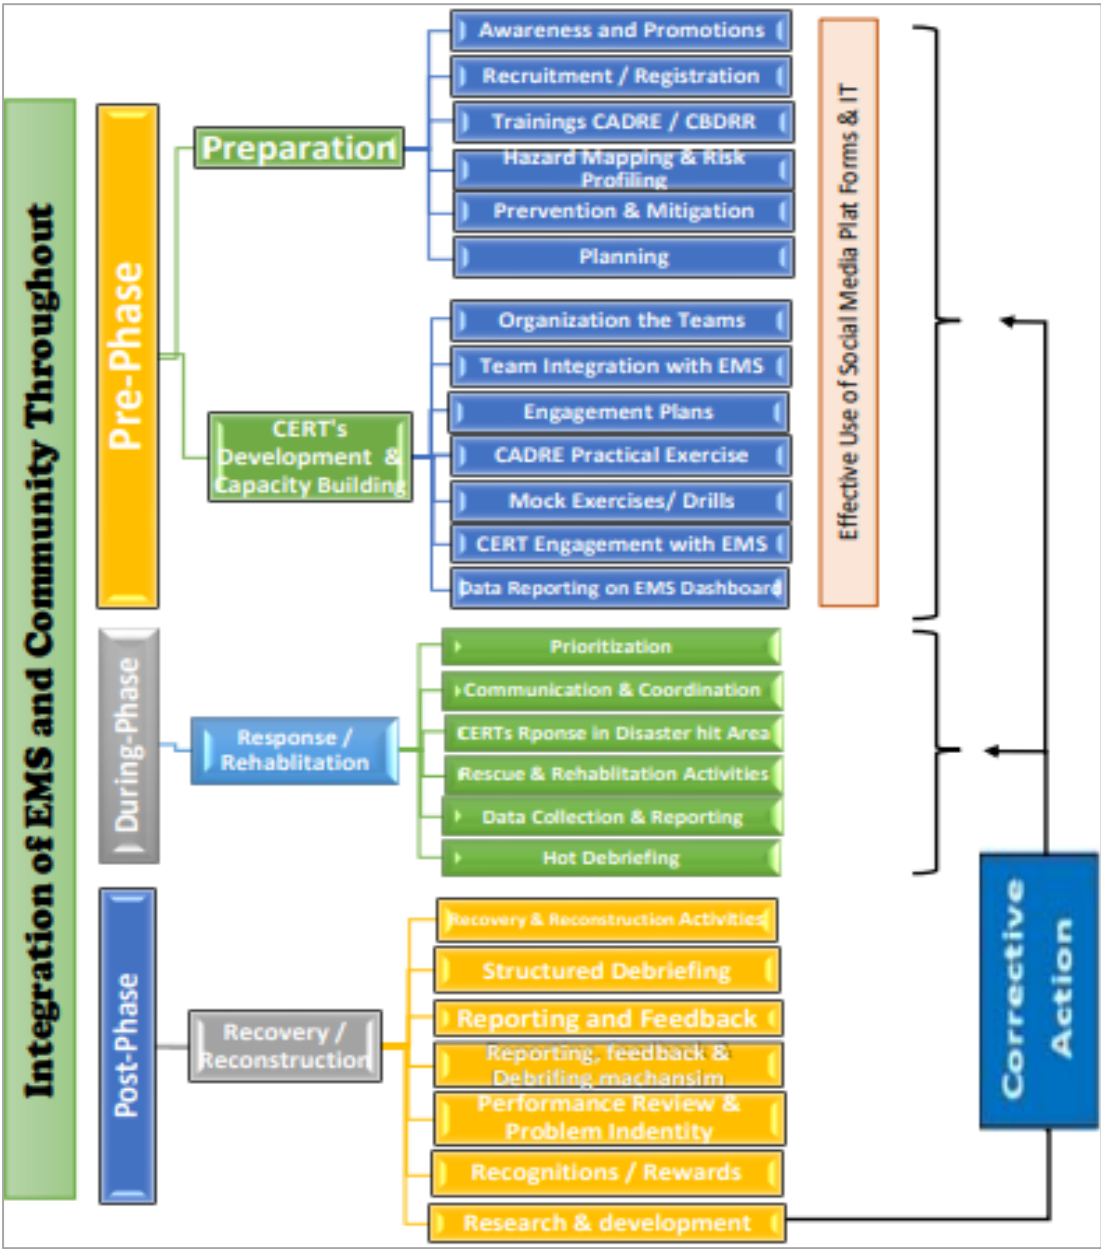 Integration of EMS and Community Throughout
Pre-Phase
Preparation
Awareness and Promotions
Recruitment / Registration
Trainings CADRE / CBDRR
Hazard Mapping & Risk
Profiling
Prervention & Mitigation
Planning
CERT's
Development &
Capacity Building
Organization the Teams
Team Integration with EMS
Engagement Plans
CADRE Practical Exercise
Mock Exercises/ Drills
CERT Engagement with EMS
Data Reporting on EMS Dashboard
Effective Use of Social Media Plat Forms & IT
During-Phase
Response /
Rehablitation
Prioritization
Communication & Coordination
CERTs Rponse in Disaster hit Area
Rescue & Rehablitation Activities
Data Collection & Reporting
Hot Debriefing
Post-Phase
Recovery /
Reconstruction
Recovery & Reconstruction Activities
Structured Debriefing
Reporting and Feedback
Reporting, feedback &
Debrifing machansim
Performance Review &
Problem Indentity
Recognitions / Rewards
Research & development
Corrective
Action